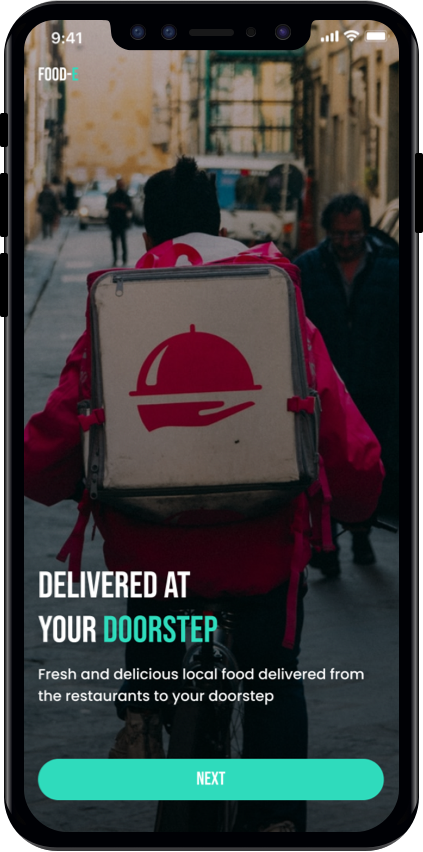 9:41
FOOD-E
DELIVERED AT
YOUR DOORSTEP
Fresh and delicious local food delivered from
the restaurants to your doorstep
NEXT